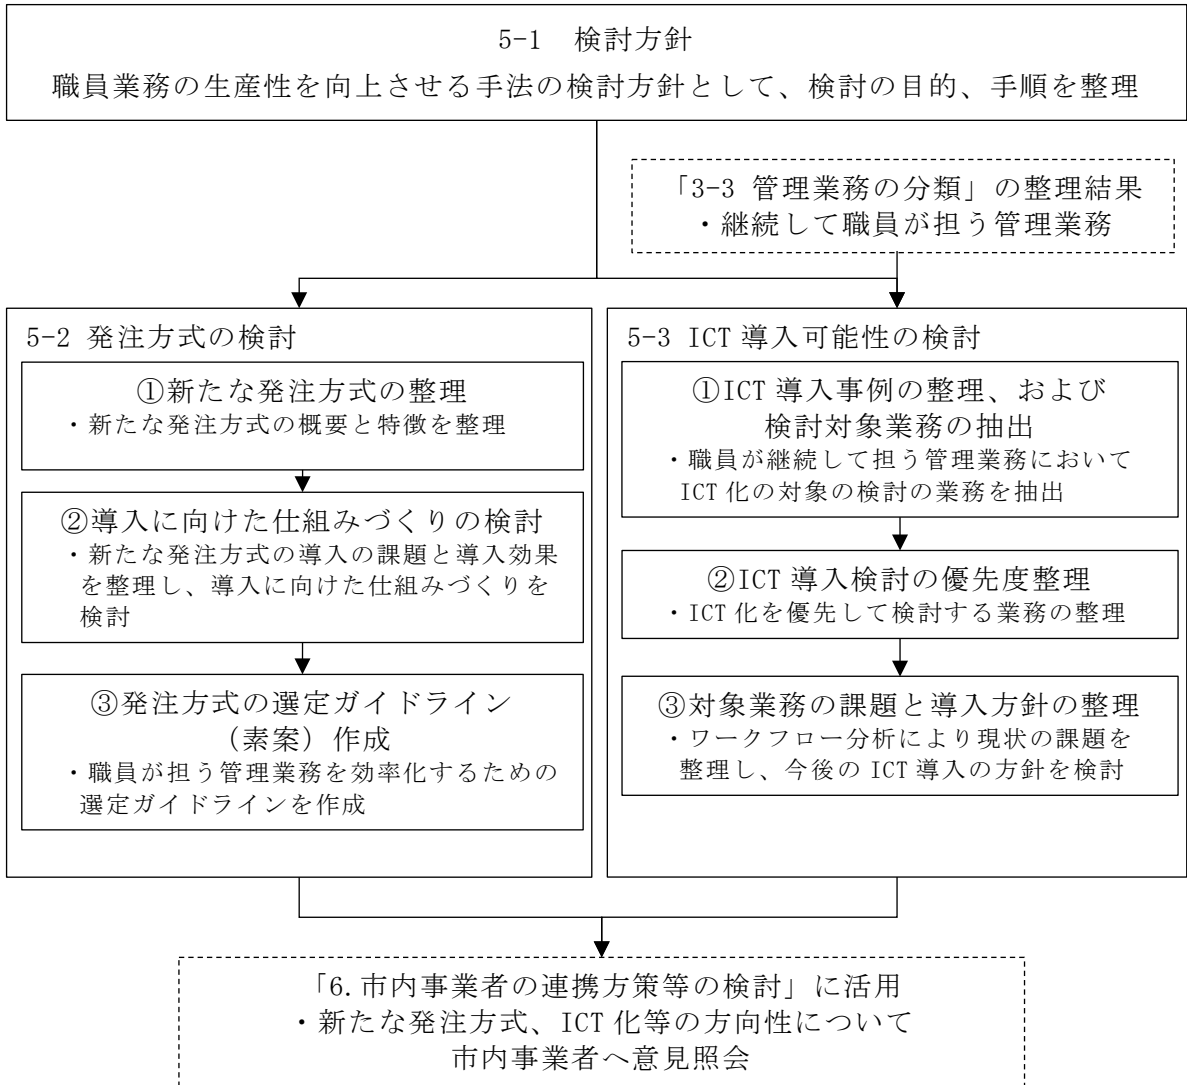 5-1 検討方針
職員業務の生産性を向上させる手法の検討方針として、検討の目的、手順を整理
「3-3 管理業務の分類」の整理結果
・継続して職員が担う管理業務
5-2 発注方式の検討
①新たな発注方式の整理
・新たな発注方式の概要と特徴を整理
②導入に向けた仕組みづくりの検討
・新たな発注方式の導入の課題と導入効果
を整理し、導入に向けた仕組みづくりを
検討
③発注方式の選定ガイドライン
（素案）作成
・職員が担う管理業務を効率化するための
選定ガイドラインを作成
5-3 ICT 導入可能性の検討
①ICT 導入事例の整理、および
検討対象業務の抽出
・職員が継続して担う管理業務において
ICT 化の対象の検討の業務を抽出
②ICT 導入検討の優先度整理
・ICT 化を優先して検討する業務の整理
③対象業務の課題と導入方針の整理
・ワークフロー分析により現状の課題を
整理し、今後の ICT 導入の方針を検討
「6.市内事業者の連携方策等の検討」に活用
・新たな発注方式、ICT 化等の方向性について
市内事業者へ意見照会